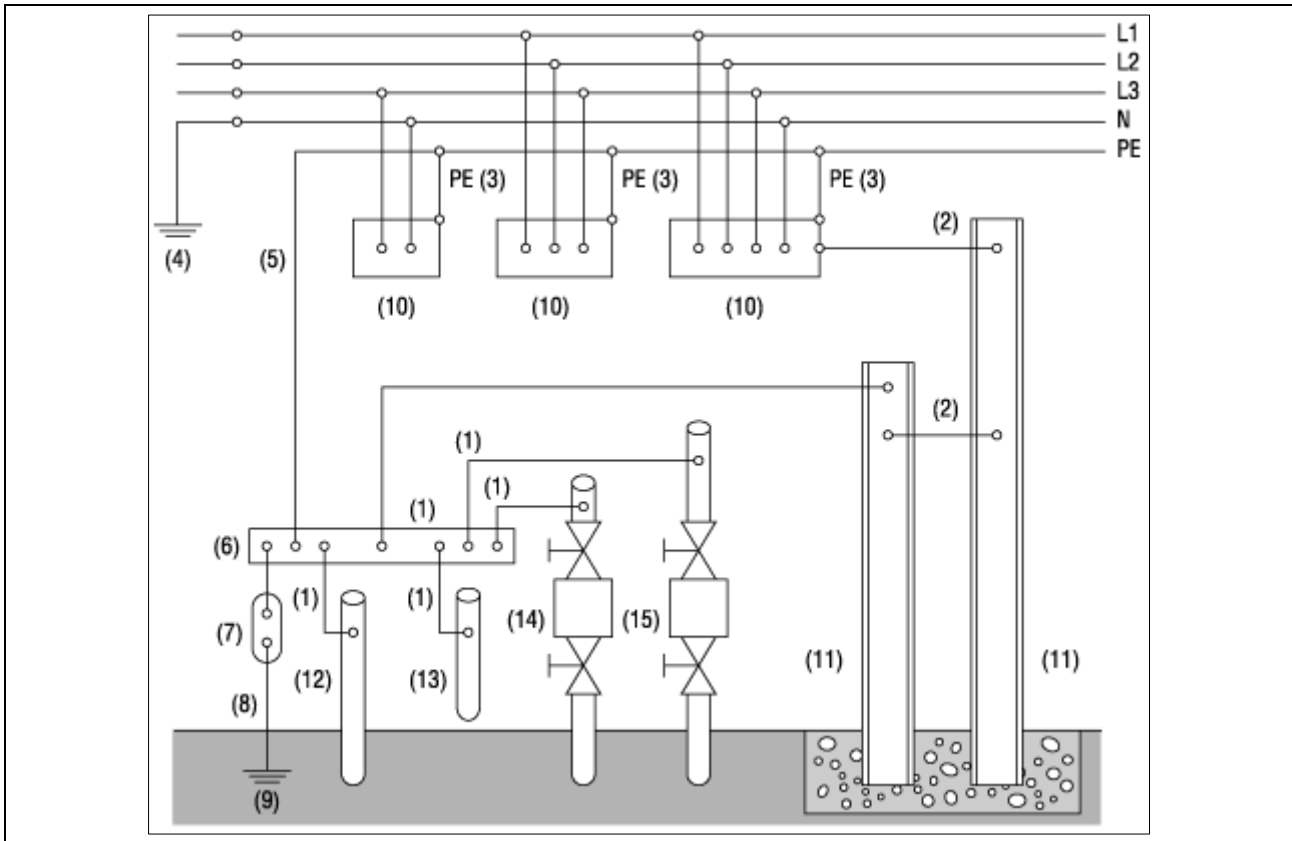 L1
L2
L3
N
PE
PE (3)
PE (3)
PE (3)
(2)
(4)
(5)
(10)
(10)
(10)
(2)
(1)
(1)
(1)
(6)
(1)
(1)
(7)
(14)
(15)
(12)
(13)
(11)
(11)
(8)
(9)